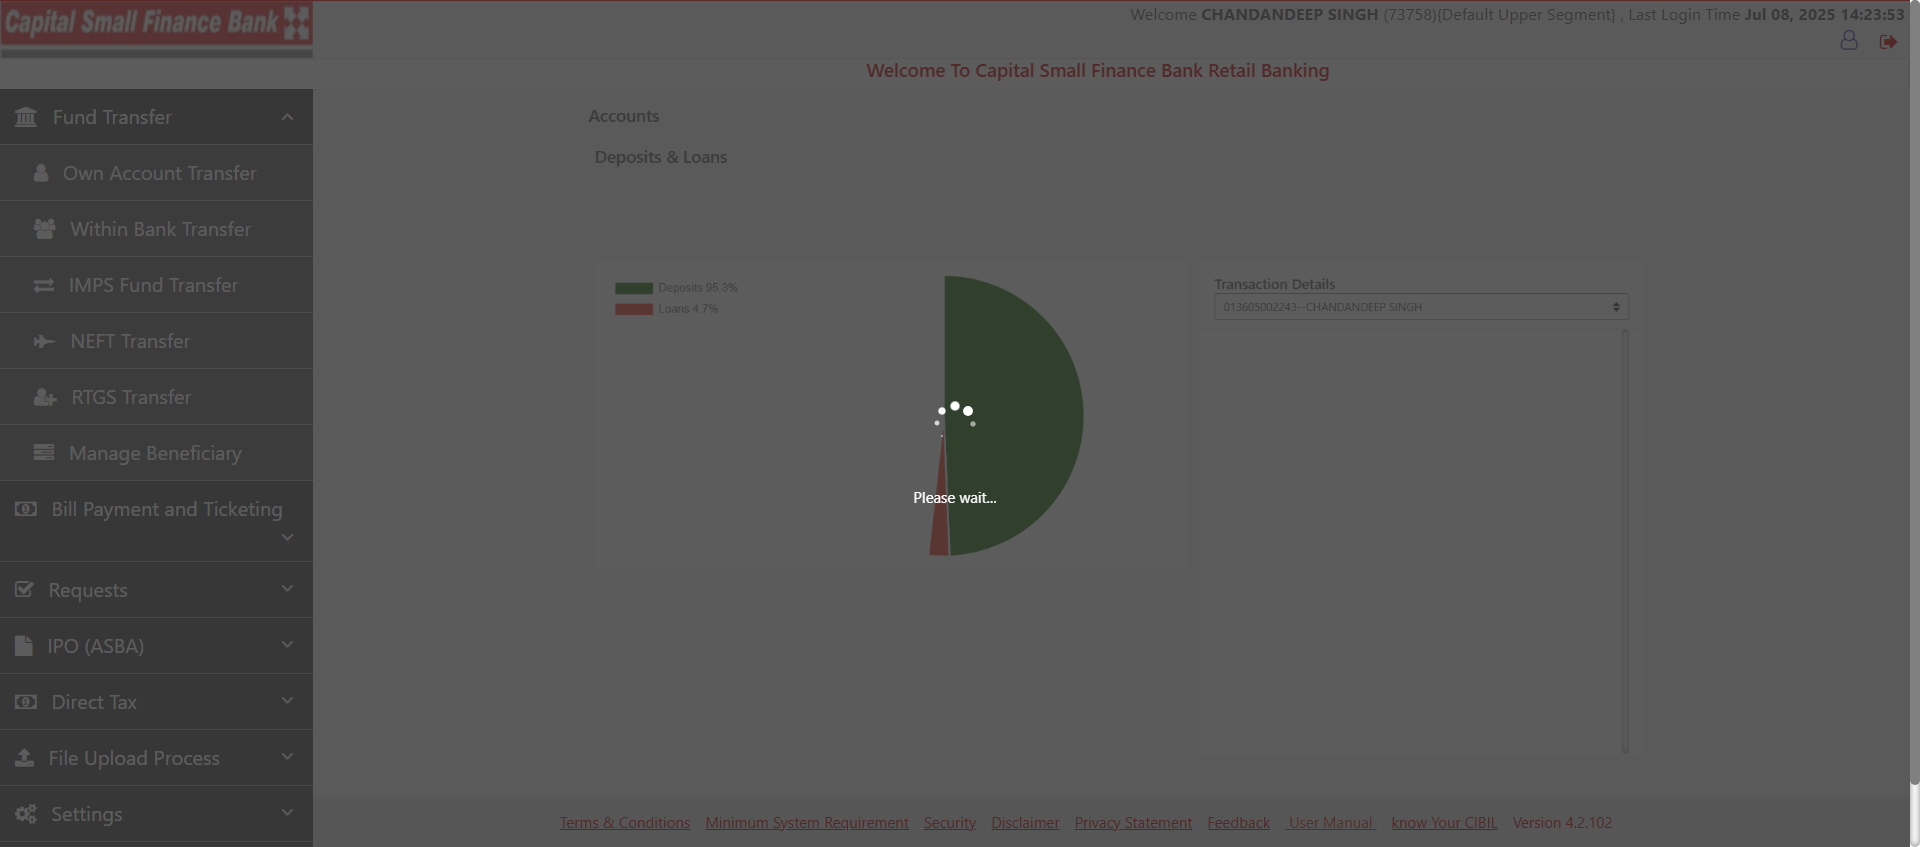 Capital Small Finance Bank
Welcome CHANDANDEEP SINGH (73758){Default Upper Segment} , Last Login Time Jul 08, 2025 14:23:53
Welcome To Capital Small Finance Bank Retail Banking
Fund Transfer
Own Account Transfer
Within Bank Transfer
IMPS Fund Transfer
NEFT Transfer
RTGS Transfer
Manage Beneficiary
Bill Payment and Ticketing
Requests
IPO (ASBA)
Direct Tax
File Upload Process
Settings
Accounts
Deposits & Loans
Deposits 95.3%
Loans 4.7%
Please wait...
Transaction Details
013605002243--CHANDANDEEP SINGH
Terms & Conditions Minimum System Requirement Security Disclaimer Privacy Statement Feedback User Manual know Your CIBIL Version 4.2.102